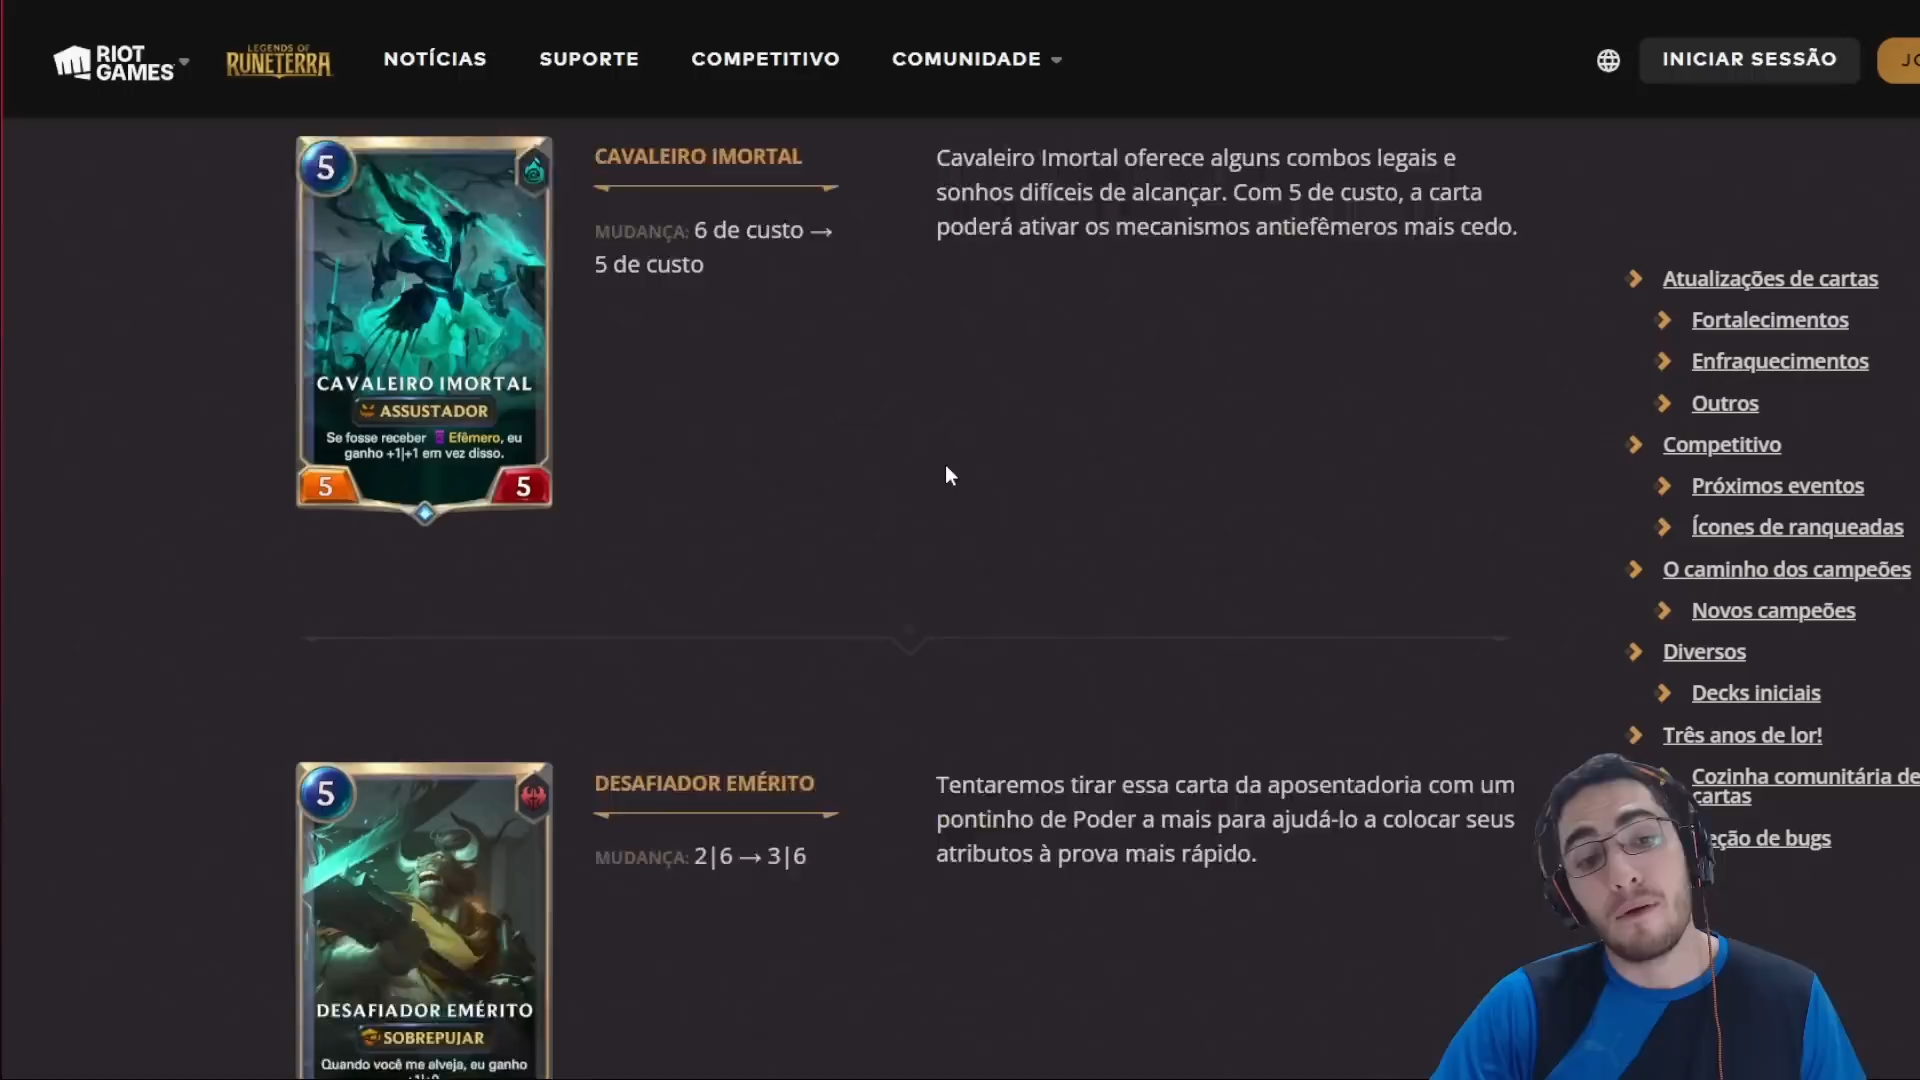 RIOT GAMES
LEGENDS OF RUNETERRA
NOTÍCIAS
SUPORTE
COMPETITIVO
COMUNIDADE
INICIAR SESSÃO
5
CAVALEIRO IMORTAL
ASSUSTADOR
Se fosse receber Efêmero, eu
ganho +1|+1 em vez disso.
5
5
CAVALEIRO IMORTAL
MUDANÇA: 6 de custo →
5 de custo
Cavaleiro Imortal oferece alguns combos legais e
sonhos difíceis de alcançar. Com 5 de custo, a carta
poderá ativar os mecanismos antiefêmeros mais cedo.
5
DESAFIADOR EMÉRITO
SOBREPUJAR
Quando você me alveja, eu ganho
DESAFIADOR EMÉRITO
MUDANÇA: 2|6 → 3|6
Tentaremos tirar essa carta da aposentadoria com um
pontinho de Poder a mais para ajudá-lo a colocar seus
atributos à prova mais rápido.
Atualizações de cartas
Fortalecimentos
Enfraquecimentos
Outros
Competitivo
Próximos eventos
Ícones de ranqueadas
O caminho dos campeões
Novos campeões
Diversos
Decks iniciais
Três anos de lor!
Cozinha comunitária de
cartas
de bugs